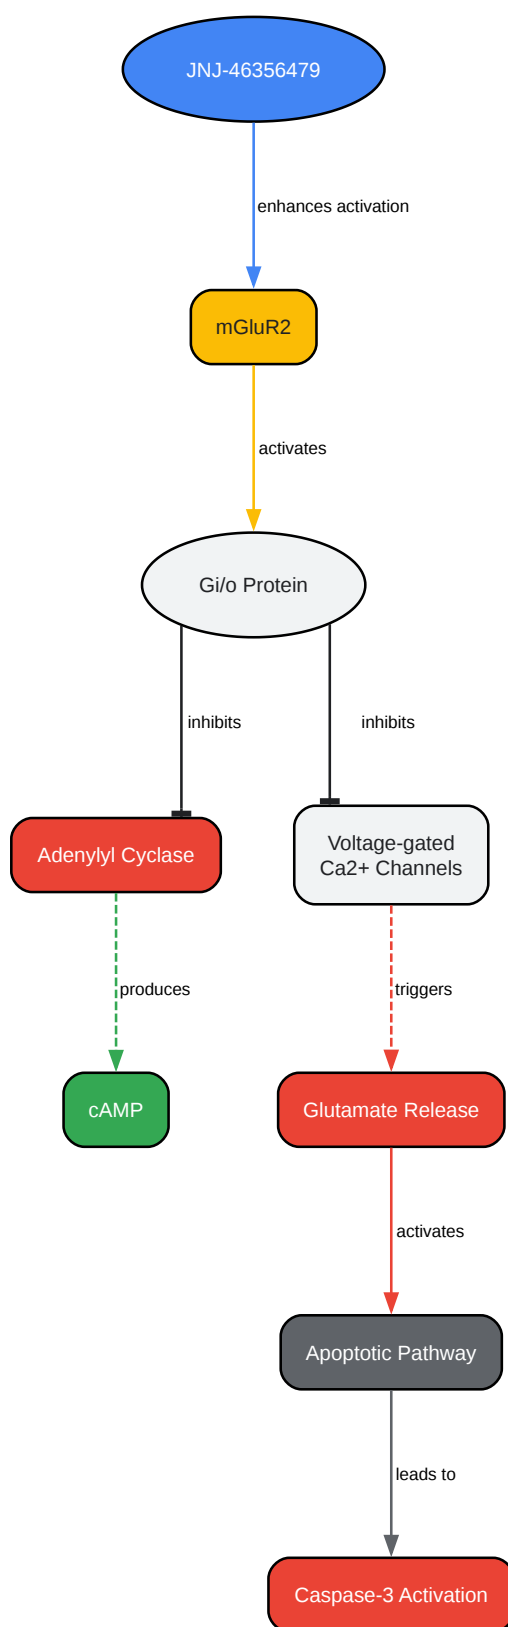 JNJ-46356479
enhances activation
mGluR2
activates
Gi/o Protein
inhibits
inhibits
Adenylyl Cyclase
Voltage-gated
Ca2+ Channels
produces
triggers
cAMP
Glutamate Release
activates
Apoptotic Pathway
leads to
Caspase-3 Activation